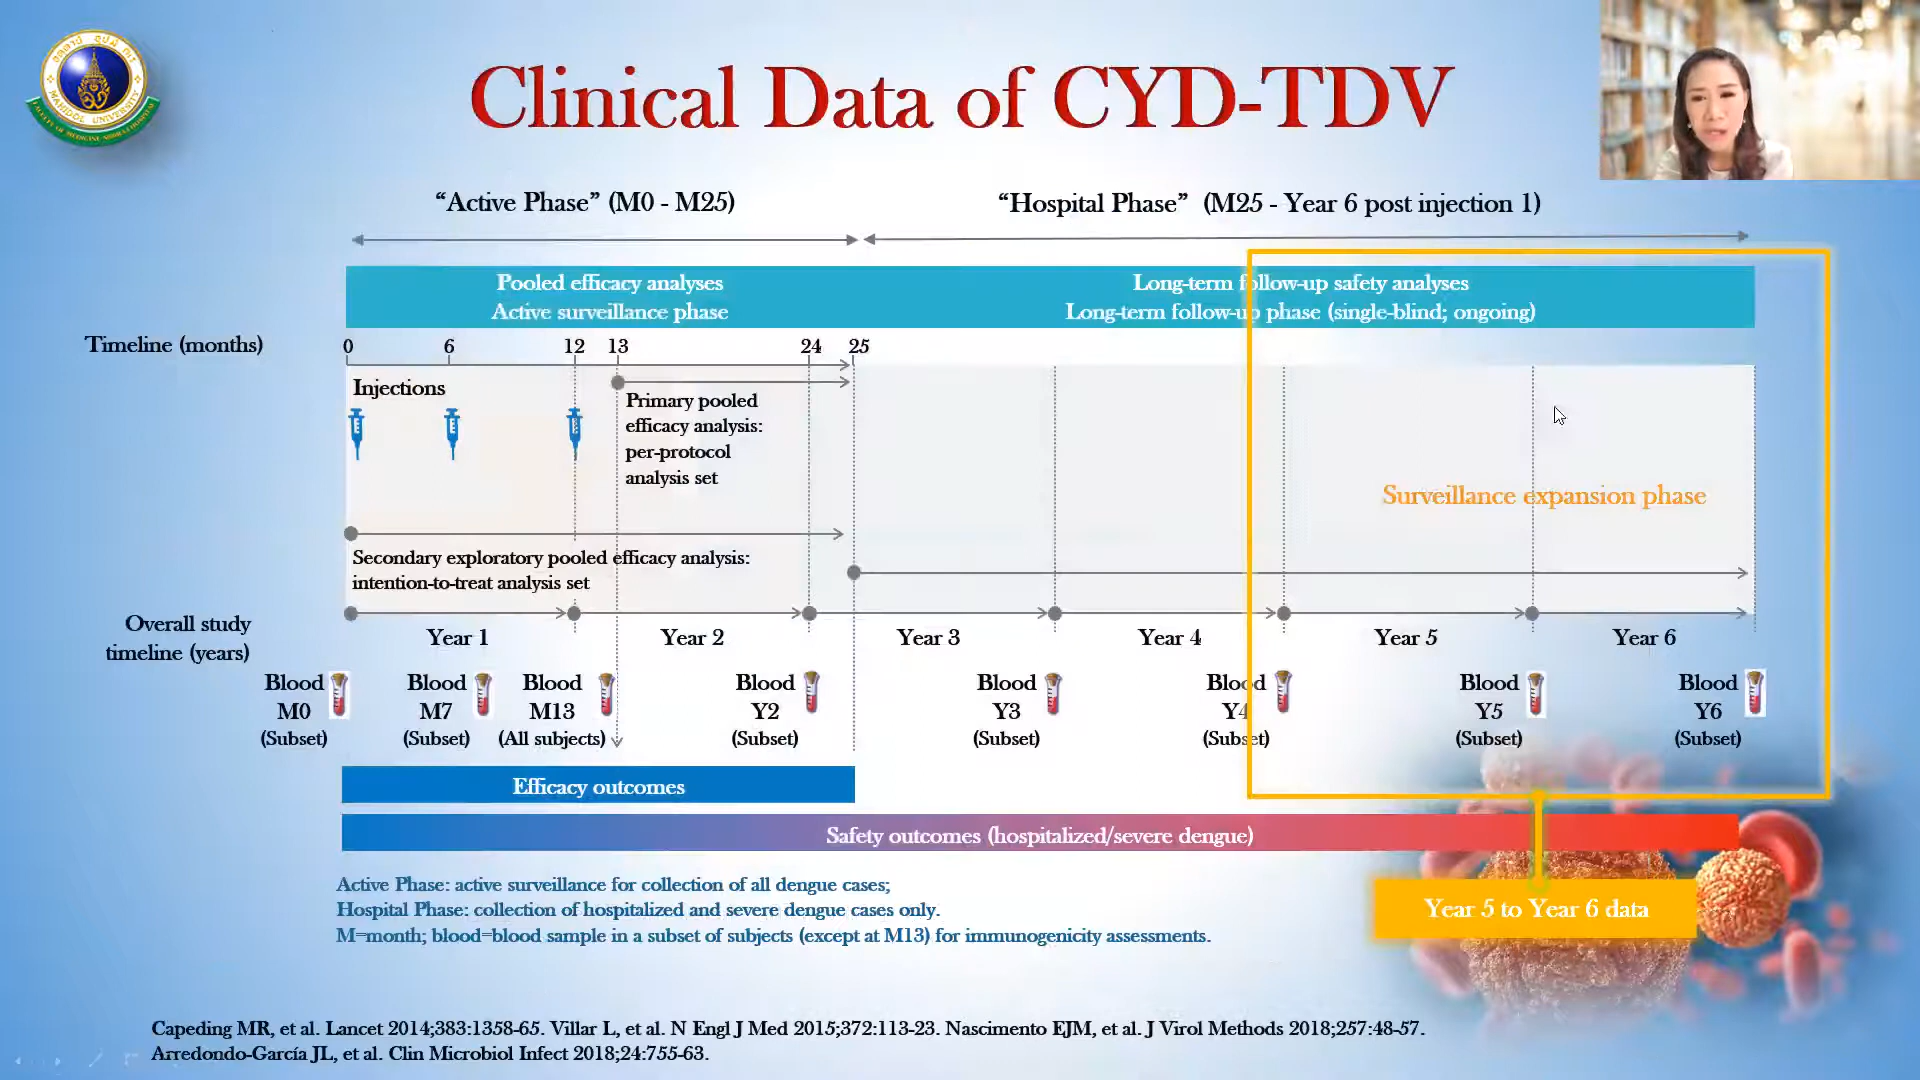 Clinical Data of CYD-TDV
"Active Phase" (M0 - M25)
"Hospital Phase" (M25 - Year 6 post injection 1)
Pooled efficacy analyses
Active surveillance phase
Long-term follow-up safety analyses
Long-term follow-up phase (single-blind; ongoing)
Timeline (months)
0 6 12 13 24 25
Injections
Primary pooled
efficacy analysis:
per-protocol
analysis set
Surveillance expansion phase
Secondary exploratory pooled efficacy analysis:
intention-to-treat analysis set
Overall study
timeline (years)
Year 1 Year 2 Year 3 Year 4 Year 5 Year 6
Blood
M0
(Subset)
Blood
M7
(Subset)
Blood
M13
(All subjects)
Blood
Y2
(Subset)
Blood
Y3
(Subset)
Blood
Y4
(Subset)
Blood
Y5
(Subset)
Blood
Y6
(Subset)
Efficacy outcomes
Safety outcomes (hospitalized/severe dengue)
Active Phase: active surveillance for collection of all dengue cases;
Hospital Phase: collection of hospitalized and severe dengue cases only.
M=month; blood=blood sample in a subset of subjects (except at M13) for immunogenicity assessments.
Year 5 to Year 6 data
Capeding MR, et al. Lancet 2014;383:1358-65. Villar L, et al. N Engl J Med 2015;372:113-23. Nascimento EJM, et al. J Virol Methods 2018;257:48-57.
Arredondo-García JL, et al. Clin Microbiol Infect 2018;24:755-63.